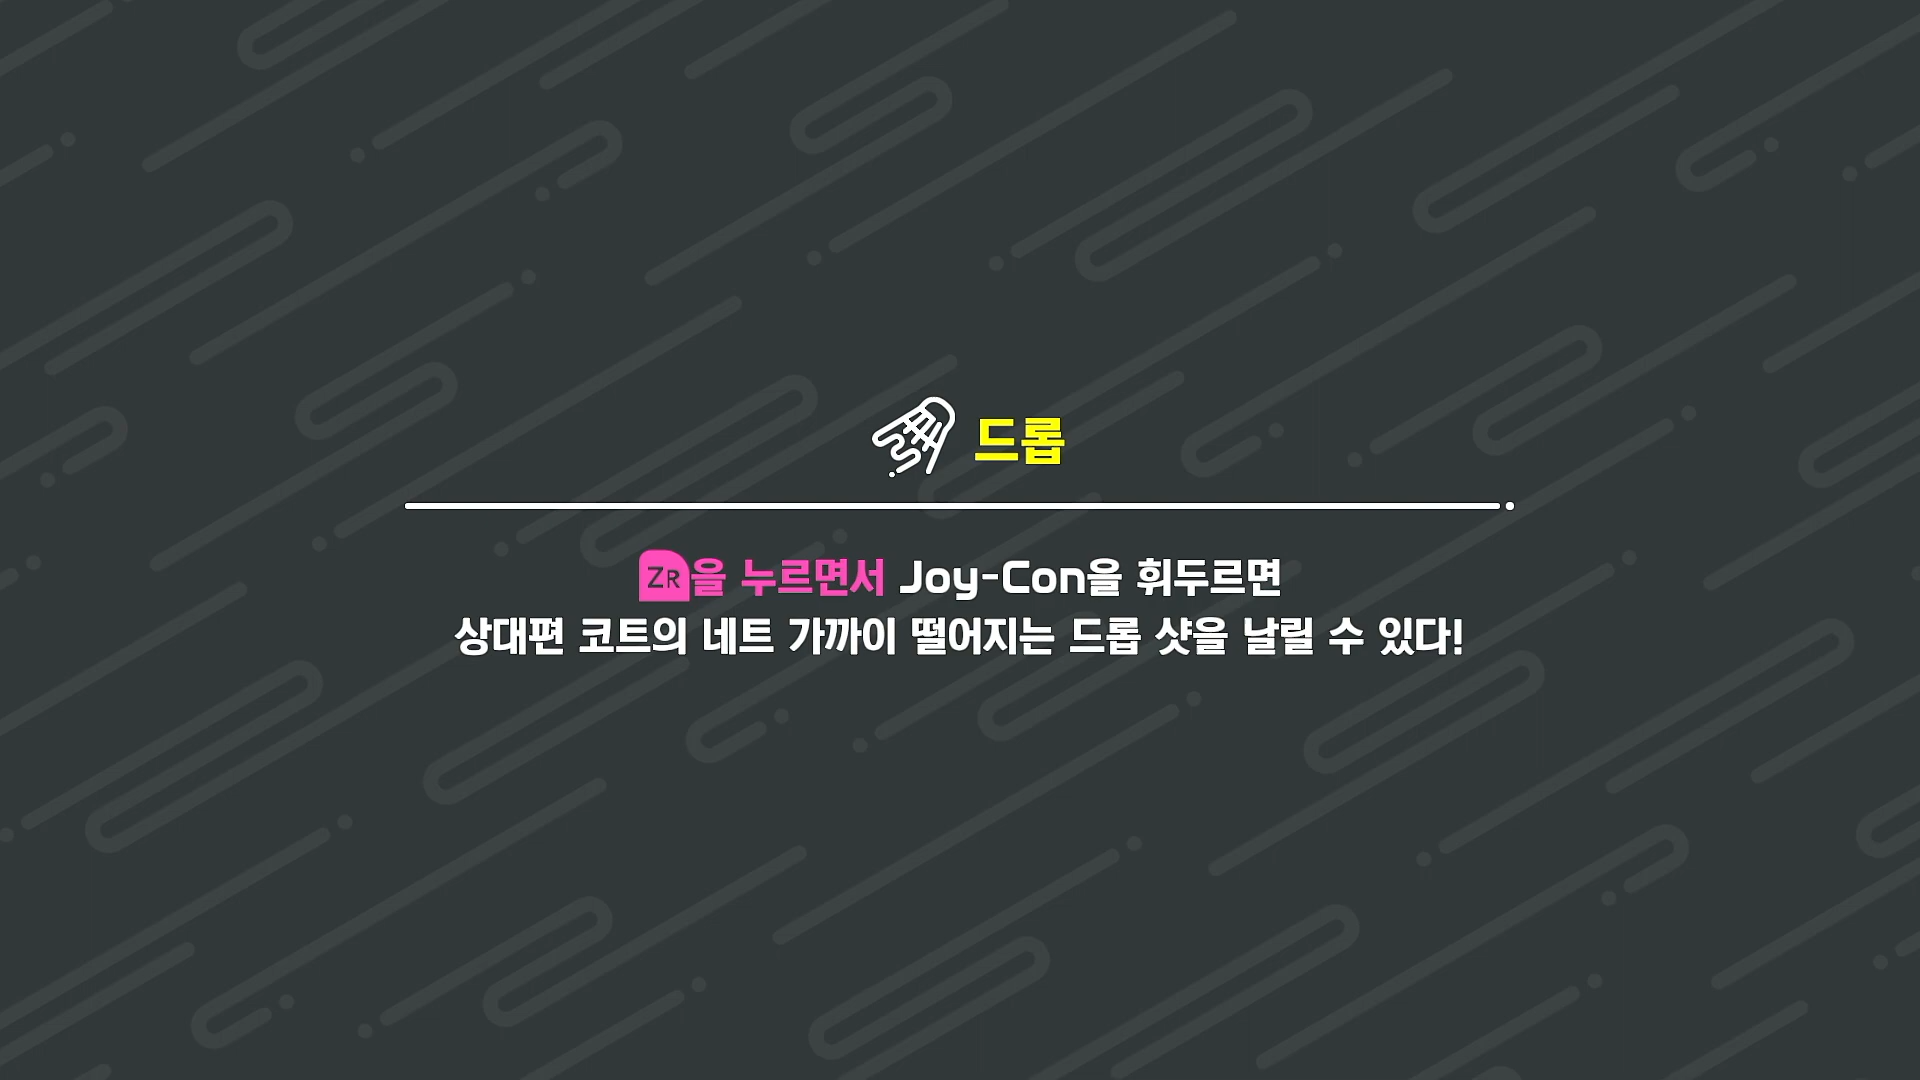 드롭
ZR을 누르면서 Joy-Con을 휘두르면
상대편 코트의 네트 가까이 떨어지는 드롭 샷을 날릴 수 있다!